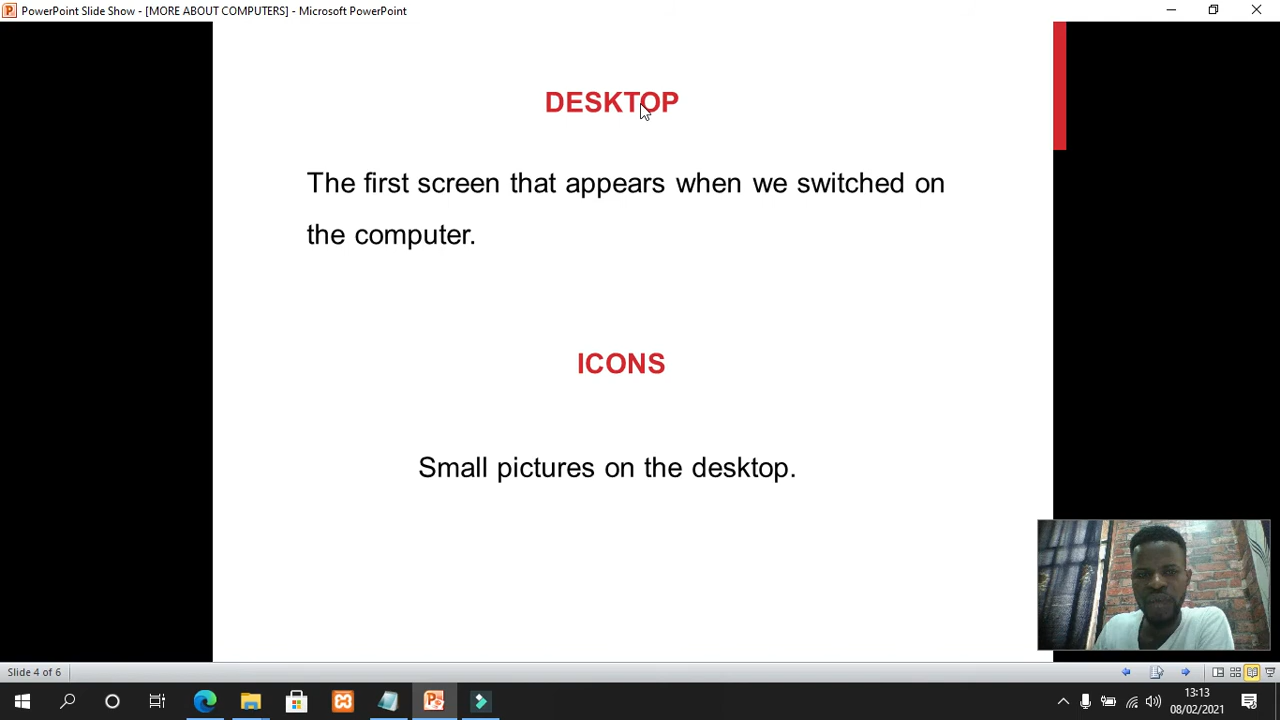 PowerPoint Slide Show - [MORE ABOUT COMPUTERS] - Microsoft PowerPoint
DESKTOP
The first screen that appears when we switched on
the computer.
ICONS
Small pictures on the desktop.
Slide 4 of 6
13:13
08/02/2021